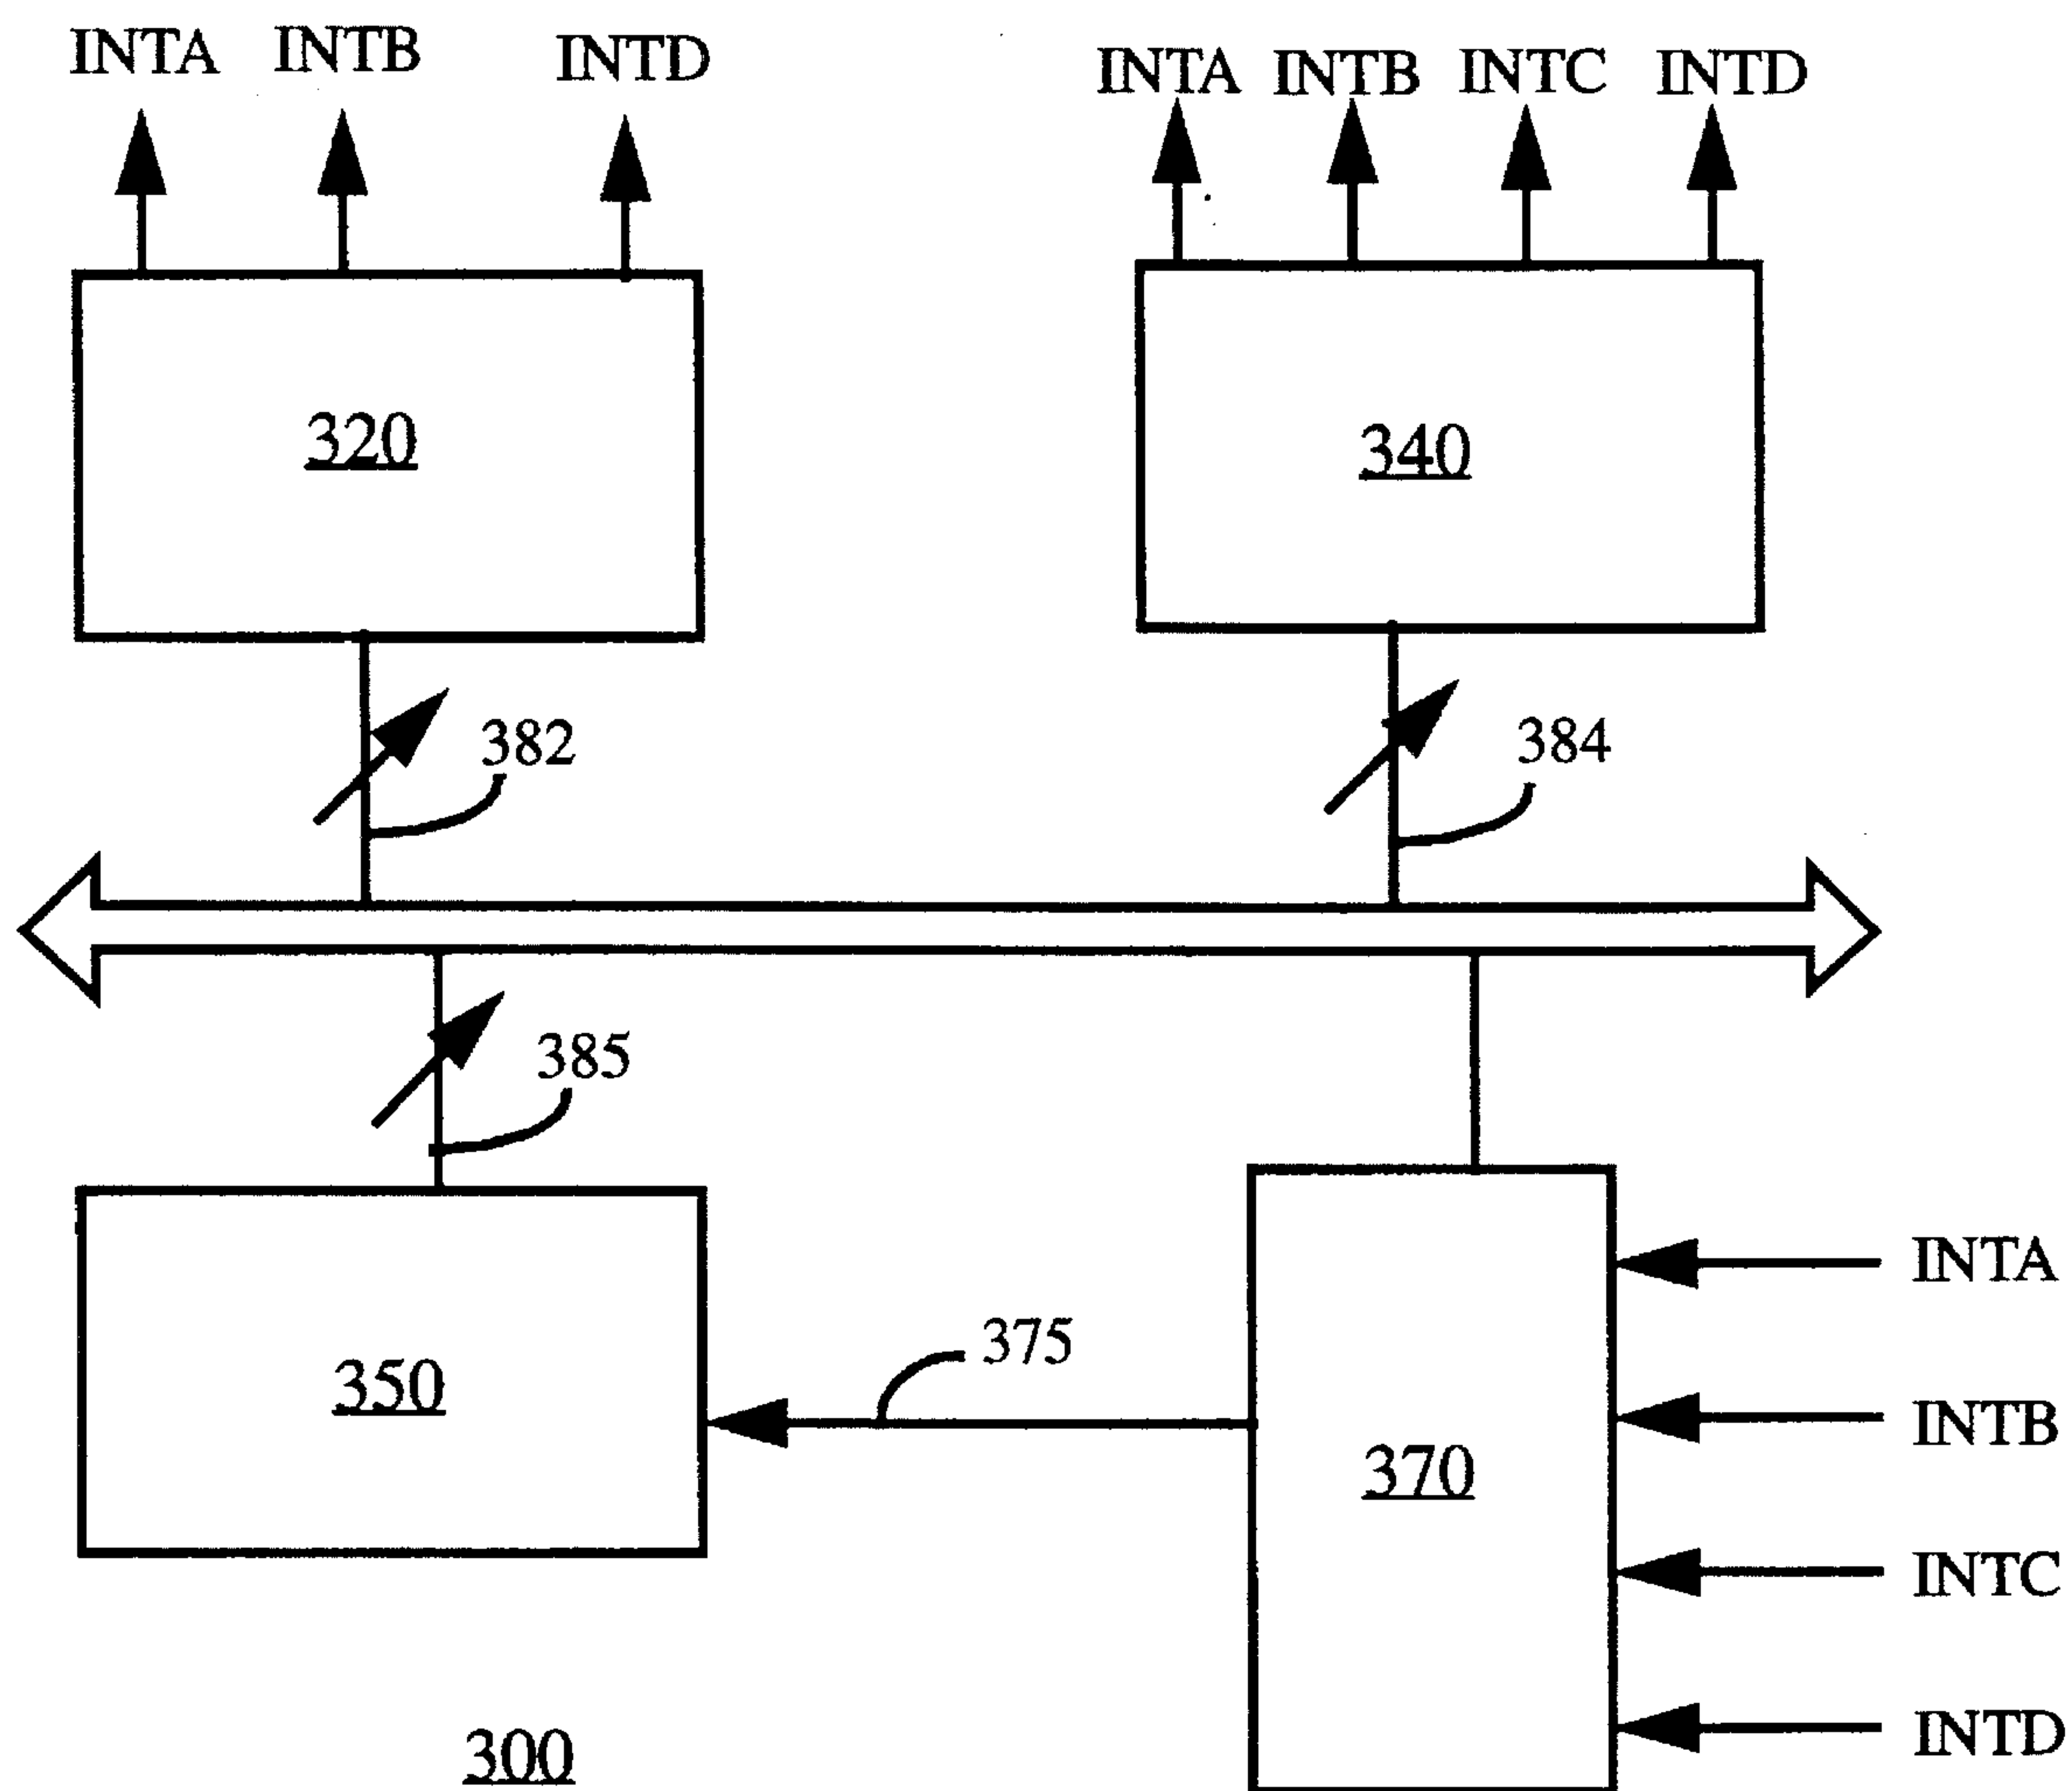 INTA INTB INTD INTA INTB INTC INTD
320
340
382
384
385
INTA
375
350
INTB
370
INTC
INTD
300